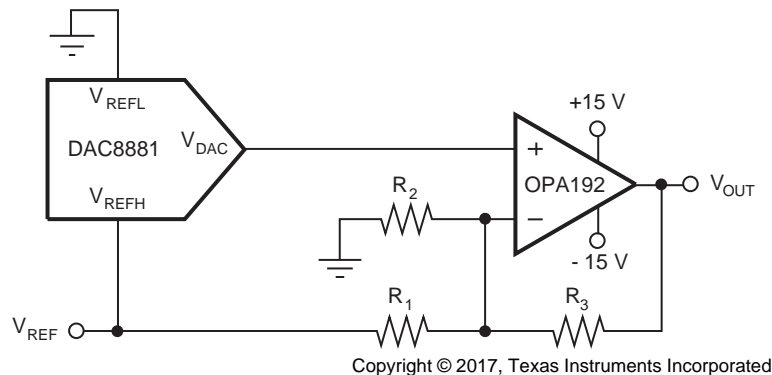 V_REFL
DAC8881
V_DAC
V_REFH
V_REF
R_2
R_1
R_3
+15 V
+
OPA192
−
- 15 V
V_OUT
Copyright © 2017, Texas Instruments Incorporated